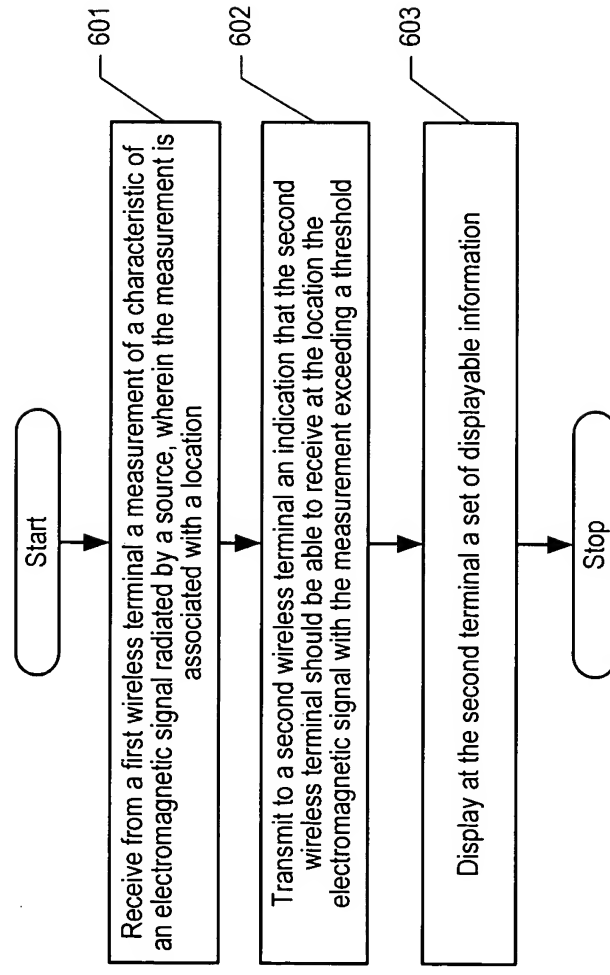 Start
Receive from a first wireless terminal a measurement of a characteristic of
an electromagnetic signal radiated by a source, wherein the measurement is
associated with a location
601
Transmit to a second wireless terminal an indication that the second
wireless terminal should be able to receive at the location the
electromagnetic signal with the measurement exceeding a threshold
602
Display at the second terminal a set of displayable information
603
Stop